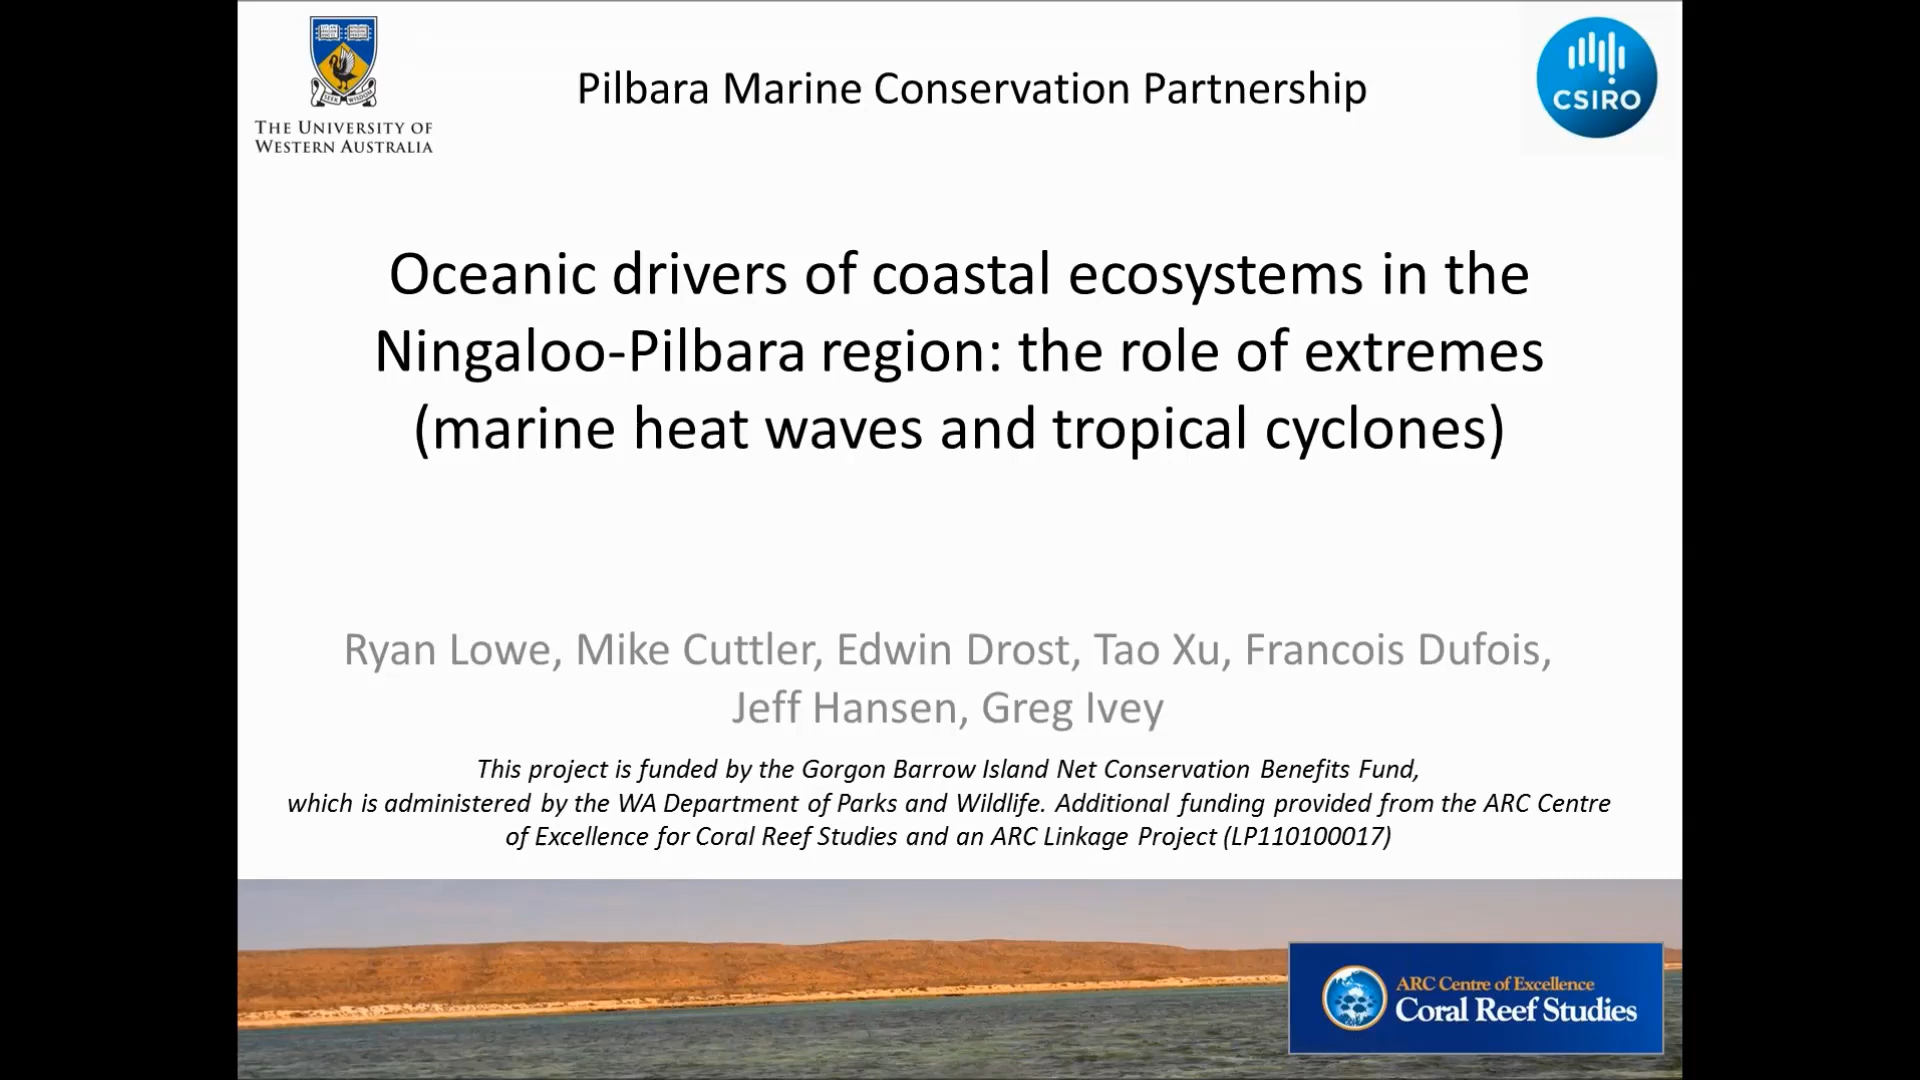 SEEK WISDOM
THE UNIVERSITY OF
WESTERN AUSTRALIA
Pilbara Marine Conservation Partnership
CSIRO
Oceanic drivers of coastal ecosystems in the
Ningaloo-Pilbara region: the role of extremes
(marine heat waves and tropical cyclones)
Ryan Lowe, Mike Cuttler, Edwin Drost, Tao Xu, Francois Dufois,
Jeff Hansen, Greg Ivey
This project is funded by the Gorgon Barrow Island Net Conservation Benefits Fund,
which is administered by the WA Department of Parks and Wildlife. Additional funding provided from the ARC Centre
of Excellence for Coral Reef Studies and an ARC Linkage Project (LP110100017)
ARC Centre of Excellence
Coral Reef Studies